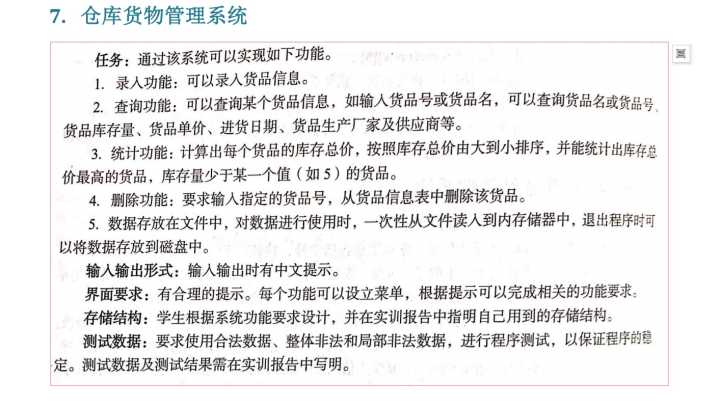 7. 仓库货物管理系统
任务：通过该系统可以实现如下功能。
1. 录入功能：可以录入货品信息。
2. 查询功能：可以查询某个货品信息，如输入货品号或货品名，可以查询货品名或货品号、
货品库存量、货品单价、进货日期、货品生产厂家及供应商等。
3. 统计功能：计算出每个货品的库存总价，按照库存总价由大到小排序，并能统计出库存总
价最高的货品，库存量少于某一个值（如 5）的货品。
4. 删除功能：要求输入指定的货品号，从货品信息表中删除该货品。
5. 数据存放在文件中，对数据进行使用时，一次性从文件读入到内存储器中，退出程序时可
以将数据存放到磁盘中。
输入输出形式：输入输出时有中文提示。
界面要求：有合理的提示。每个功能可以设立菜单，根据提示可以完成相关的功能要求。
存储结构：学生根据系统功能要求设计，并在实训报告中指明自己用到的存储结构。
测试数据：要求使用合法数据、整体非法和局部非法数据，进行程序测试，以保证程序的稳
定。测试数据及测试结果需在实训报告中写明。